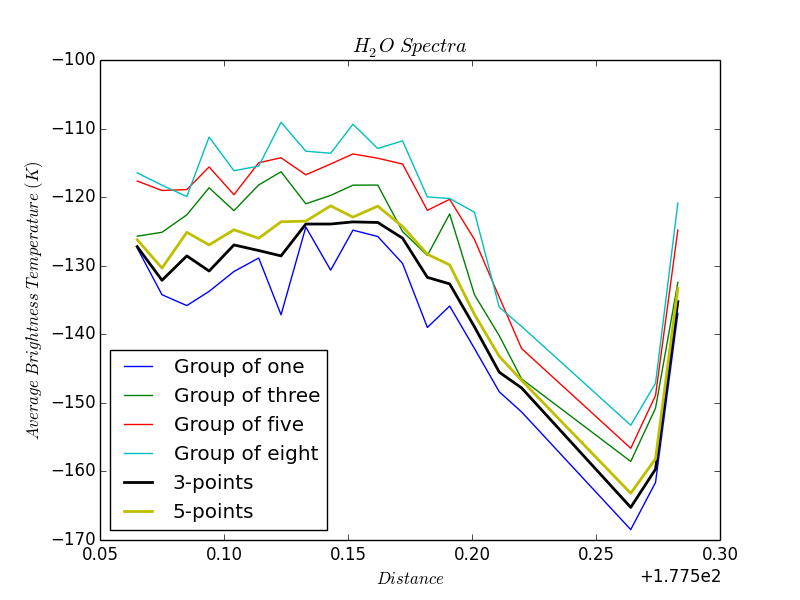 H₂O Spectra
−100
−110
−120
−130
−140
−150
−160
−170
Average Brightness Temperature (K)
Group of one
Group of three
Group of five
Group of eight
3-points
5-points
0.05 0.10 0.15 0.20 0.25 0.30
Distance
+1.775e2